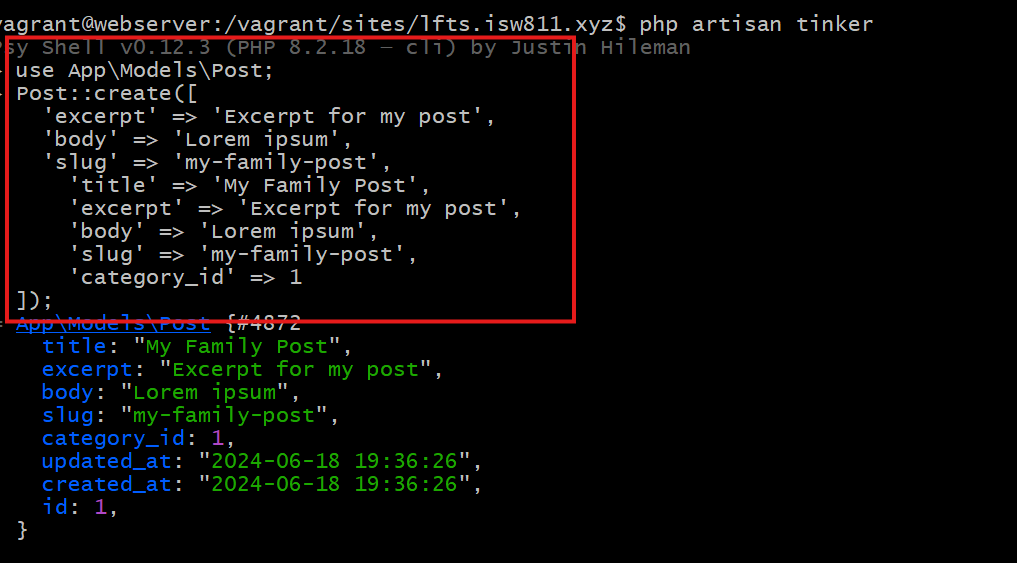 vagrant@webserver:/vagrant/sites/lfts.isw811.xyz$ php artisan tinker
sy Shell v0.12.3 (PHP 8.2.18 — cli) by Justin Hileman
use App\Models\Post;
Post::create([
'excerpt' => 'Excerpt for my post',
'body' => 'Lorem ipsum',
'slug' => 'my-family-post',
'title' => 'My Family Post',
'excerpt' => 'Excerpt for my post',
'body' => 'Lorem ipsum',
'slug' => 'my-family-post',
'category_id' => 1
]);
= App\Models\Post {#4872
title: "My Family Post",
excerpt: "Excerpt for my post",
body: "Lorem ipsum",
slug: "my-family-post",
category_id: 1,
updated_at: "2024-06-18 19:36:26",
created_at: "2024-06-18 19:36:26",
id: 1,
}